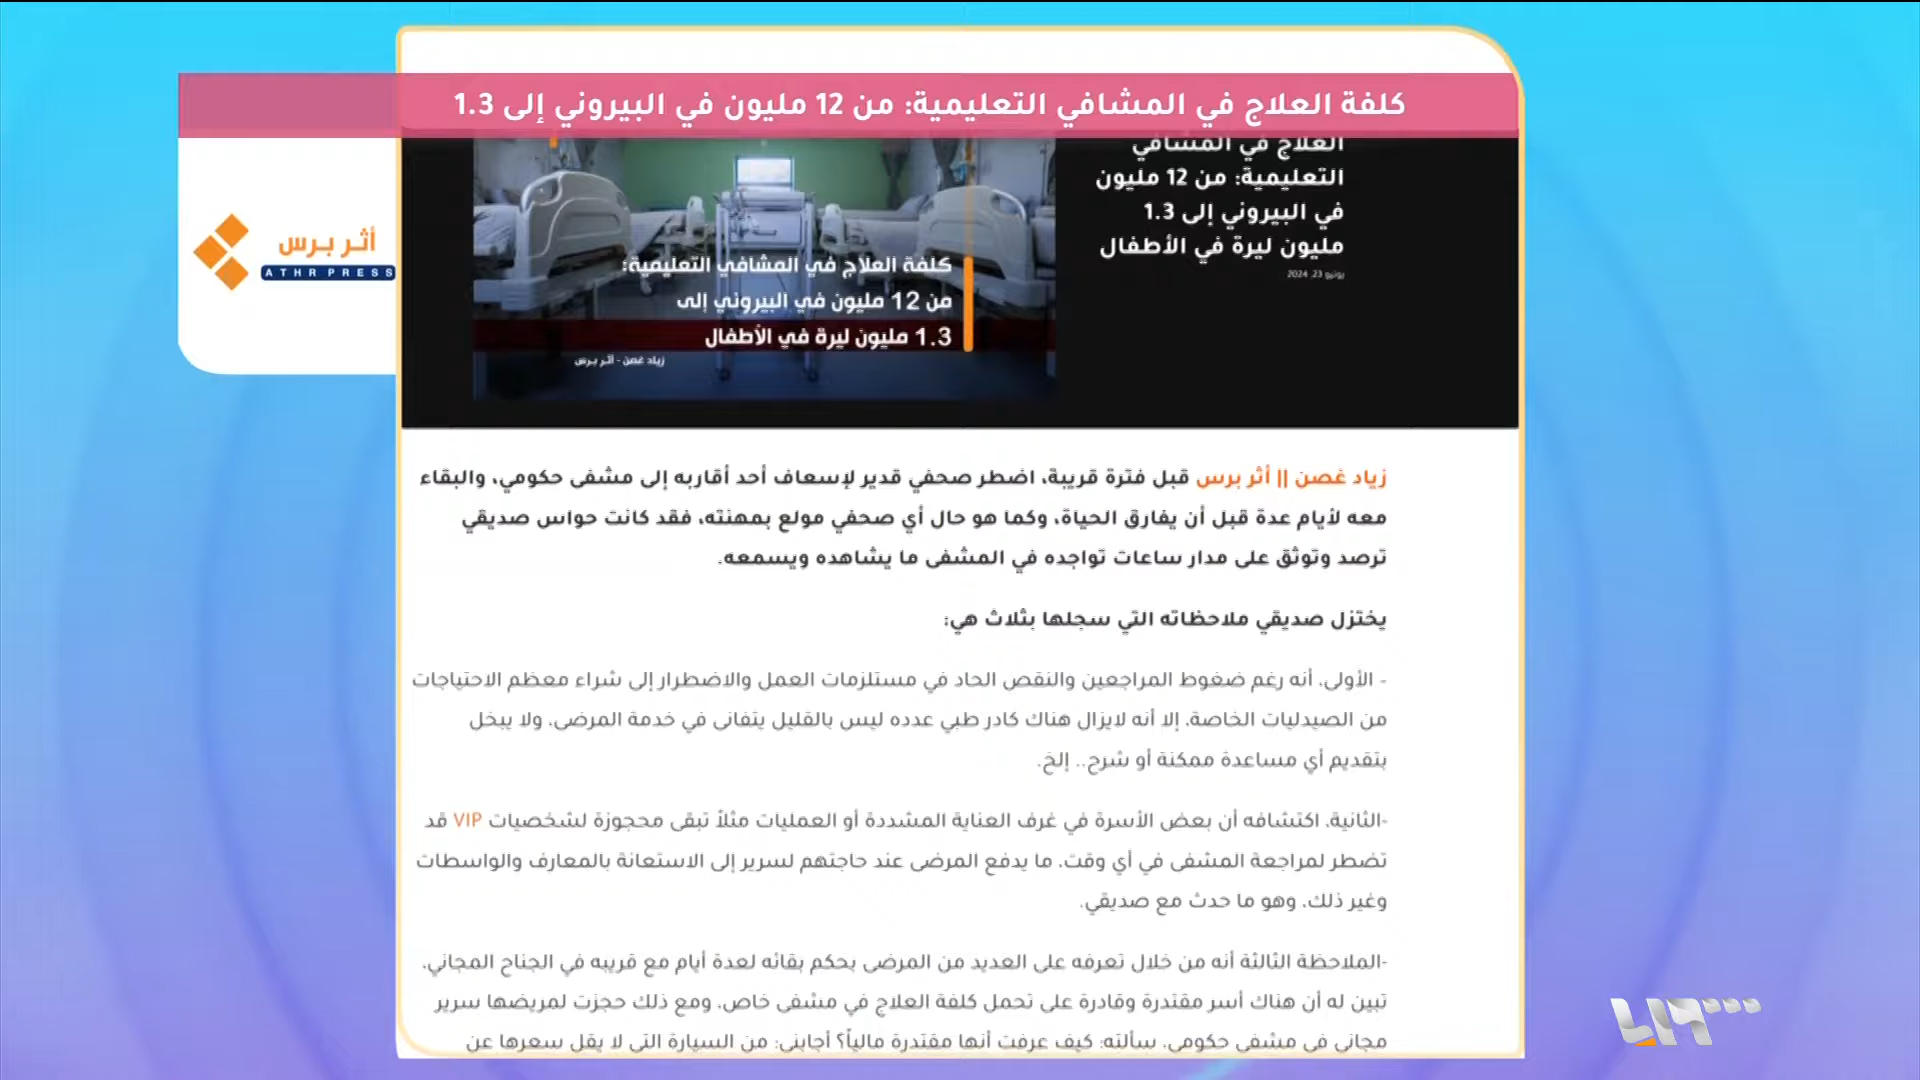 كلفة العلاج في المشافي التعليمية: من 12 مليون في البيروني إلى 1.3
أثر برس
ATHR PRESS
العلاج في المشافي
التعليمية: من 12 مليون
في البيروني إلى 1.3
مليون ليرة في الأطفال
يونيو 23, 2024
كلفة العلاج في المشافي التعليمية:
من 12 مليون في البيروني إلى
1.3 مليون ليرة في الأطفال
زياد غصن - أثر برس
زياد غصن || أثر برس قبل فترة قريبة، اضطر صحفي قدير لإسعاف أحد أقاربه إلى مشفى حكومي، والبقاء
معه لأيام عدة قبل أن يفارق الحياة، وكما هو حال أي صحفي مولع بمهنته، فقد كانت حواس صديقي
ترصد وتوثق على مدار ساعات تواجده في المشفى ما يشاهده ويسمعه.
يختزل صديقي ملاحظاته التي سجلها بثلاث هي:
- الأولى، أنه رغم ضغوط المراجعين والنقص الحاد في مستلزمات العمل والاضطرار إلى شراء معظم الاحتياجات
من الصيدليات الخاصة، إلا أنه لايزال هناك كادر طبي عدده ليس بالقليل يتفانى في خدمة المرضى، ولا يبخل
بتقديم أي مساعدة ممكنة أو شرح.. إلخ.
-الثانية، اكتشافه أن بعض الأسرة في غرف العناية المشددة أو العمليات مثلاً تبقى محجوزة لشخصيات VIP قد
تضطر لمراجعة المشفى في أي وقت، ما يدفع المرضى عند حاجتهم لسرير إلى الاستعانة بالمعارف والواسطات
وغير ذلك، وهو ما حدث مع صديقي.
-الملاحظة الثالثة أنه من خلال تعرفه على العديد من المرضى بحكم بقائه لعدة أيام مع قريبه في الجناح المجاني،
تبين له أن هناك أسر مقتدرة وقادرة على تحمل كلفة العلاج في مشفى خاص، ومع ذلك حجزت لمريضها سرير
مجاني في مشفى حكومي، سألته: كيف عرفت أنها مقتدرة مالياً؟ أجابني: من السيارة التي لا يقل سعرها عن